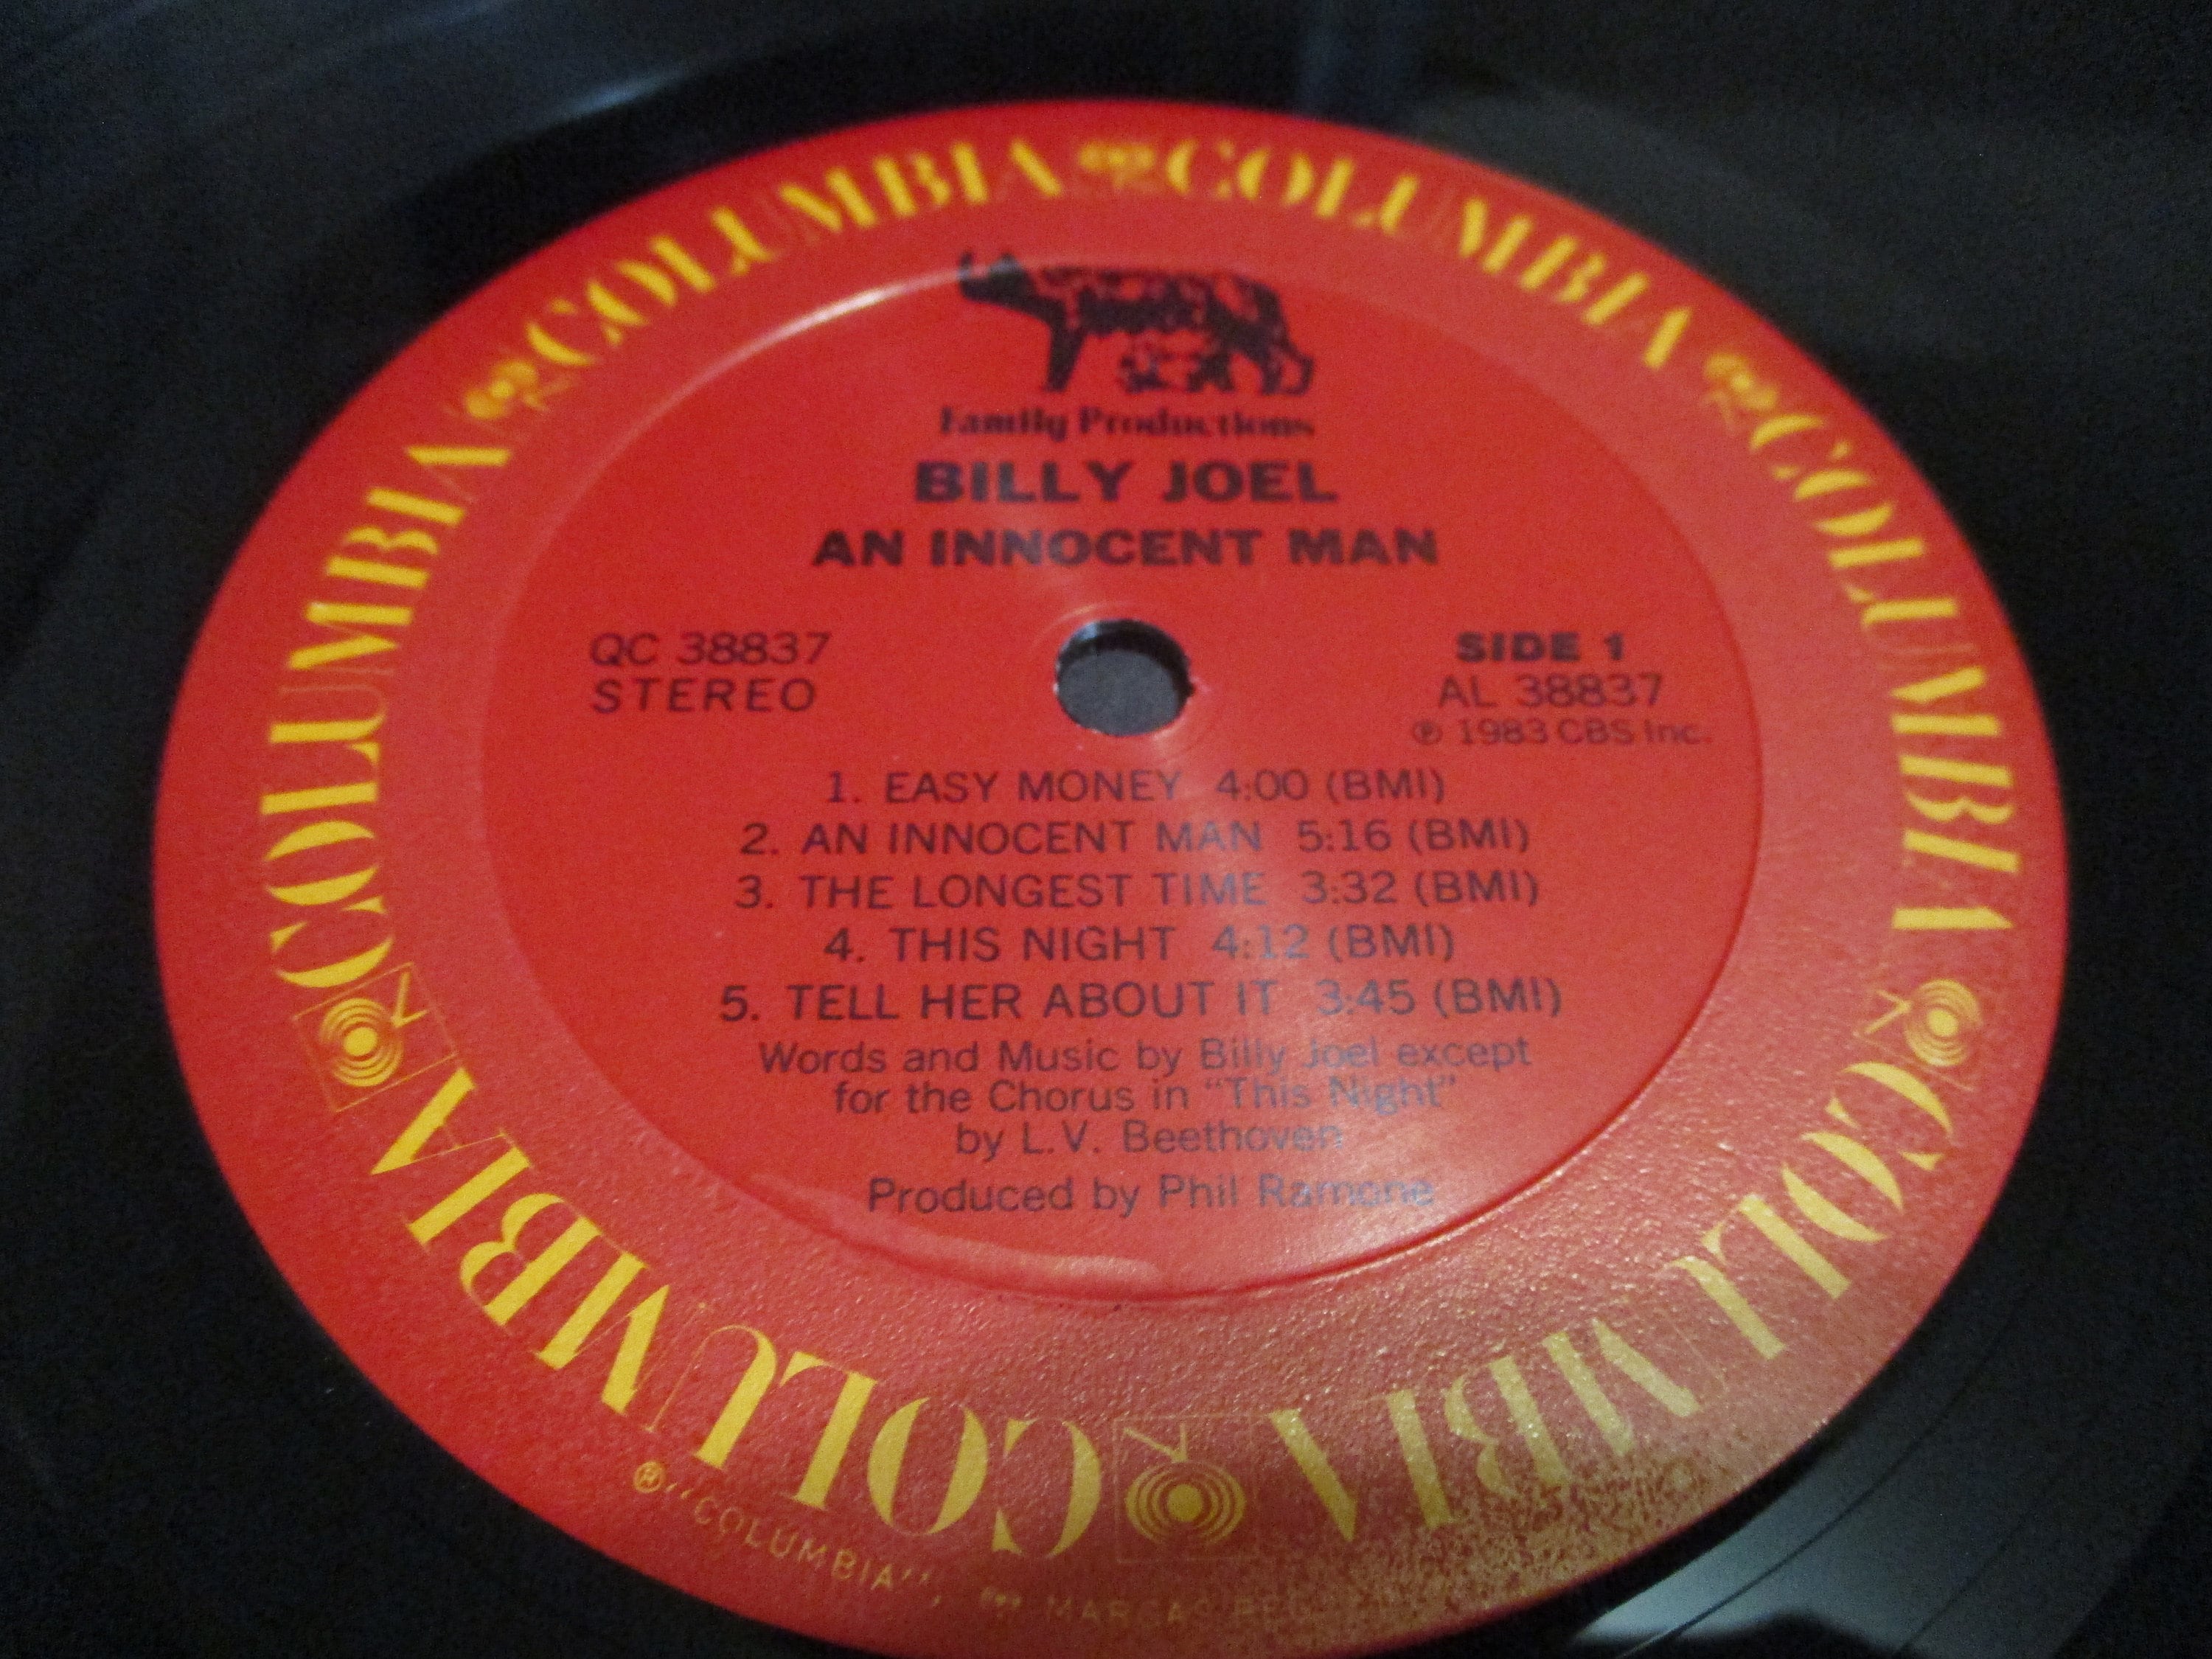 COLUMBIA COLUMBIA COLUMBIA COLUMBIA COLUMBIA COLUMBIA
Family Productions
BILLY JOEL
AN INNOCENT MAN
QC 38837
STEREO
SIDE 1
AL 38837
℗ 1983 CBS Inc.
1. EASY MONEY 4:00 (BMI)
2. AN INNOCENT MAN 5:16 (BMI)
3. THE LONGEST TIME 3:32 (BMI)
4. THIS NIGHT 4:12 (BMI)
5. TELL HER ABOUT IT 3:45 (BMI)
Words and Music by Billy Joel except
for the Chorus in "This Night"
by L.V. Beethoven
Produced by Phil Ramone
® "COLUMBIA", MARCAS